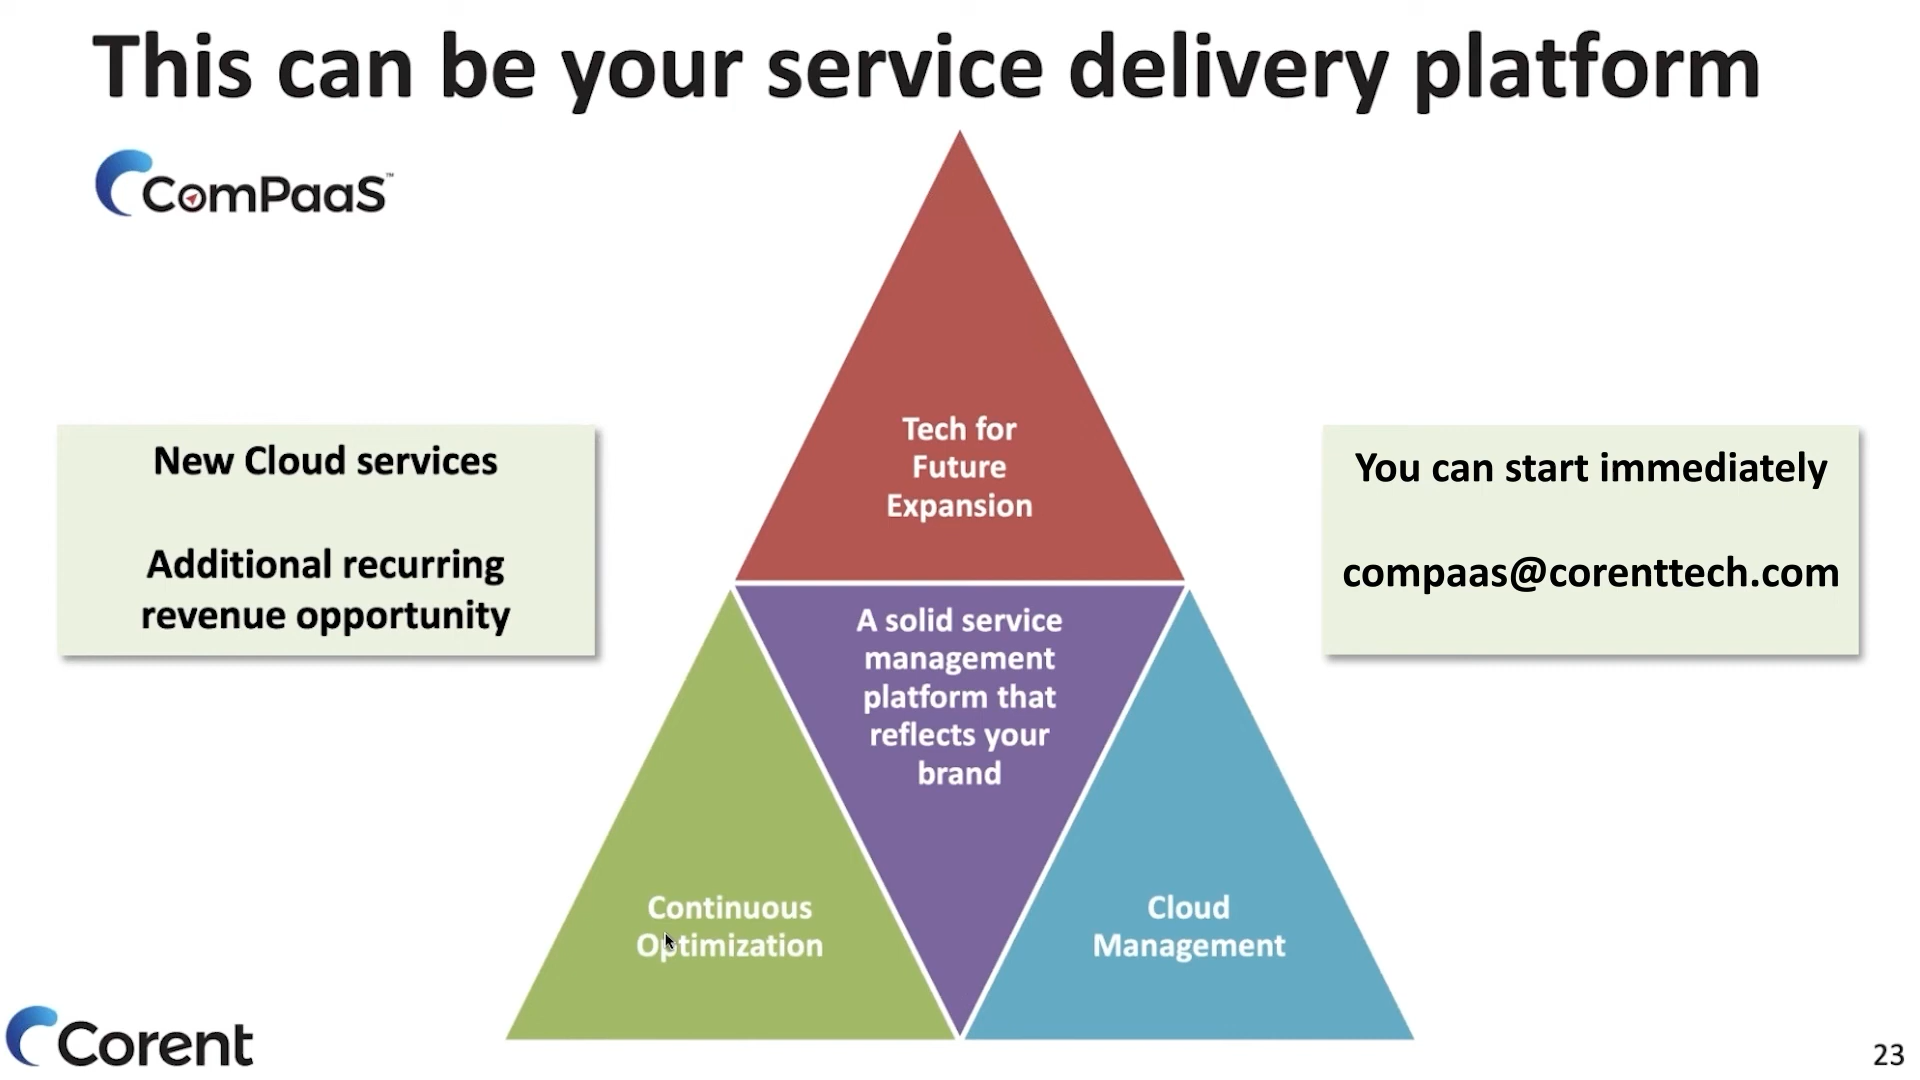 This can be your service delivery platform
ComPaaS™
Tech for
Future
Expansion
New Cloud services
Additional recurring
revenue opportunity
You can start immediately
compaas@corenttech.com
A solid service
management
platform that
reflects your
brand
Continuous
Optimization
Cloud
Management
Corent
23